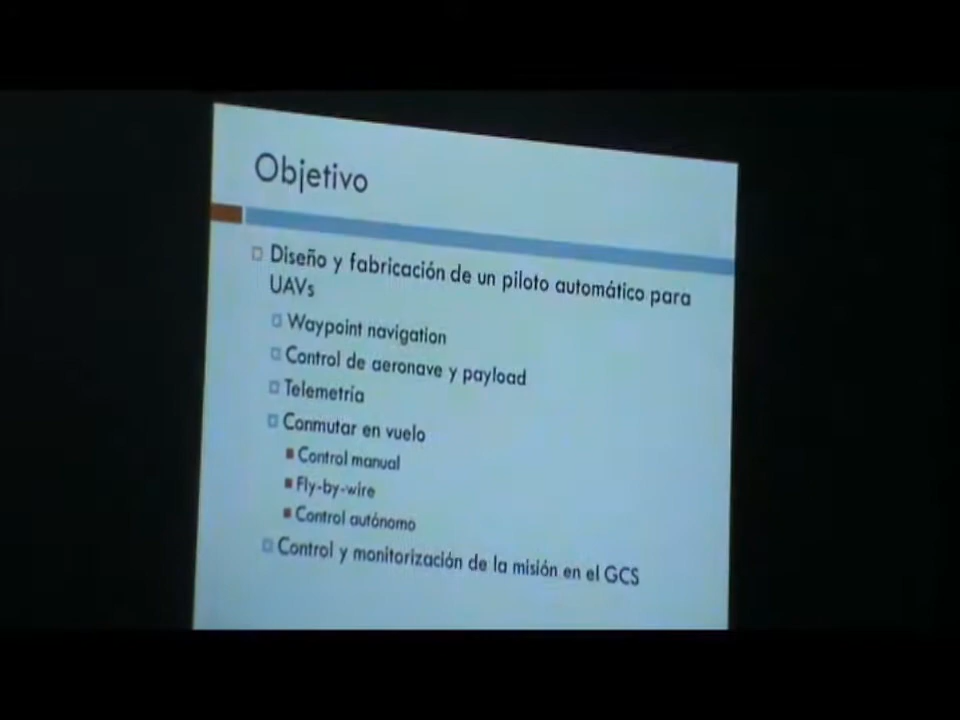 Objetivo
Diseño y fabricación de un piloto automático para
UAVs
Waypoint navigation
Control de aeronave y payload
Telemetría
Conmutar en vuelo
Control manual
Fly-by-wire
Control autónomo
Control y monitorización de la misión en el GCS